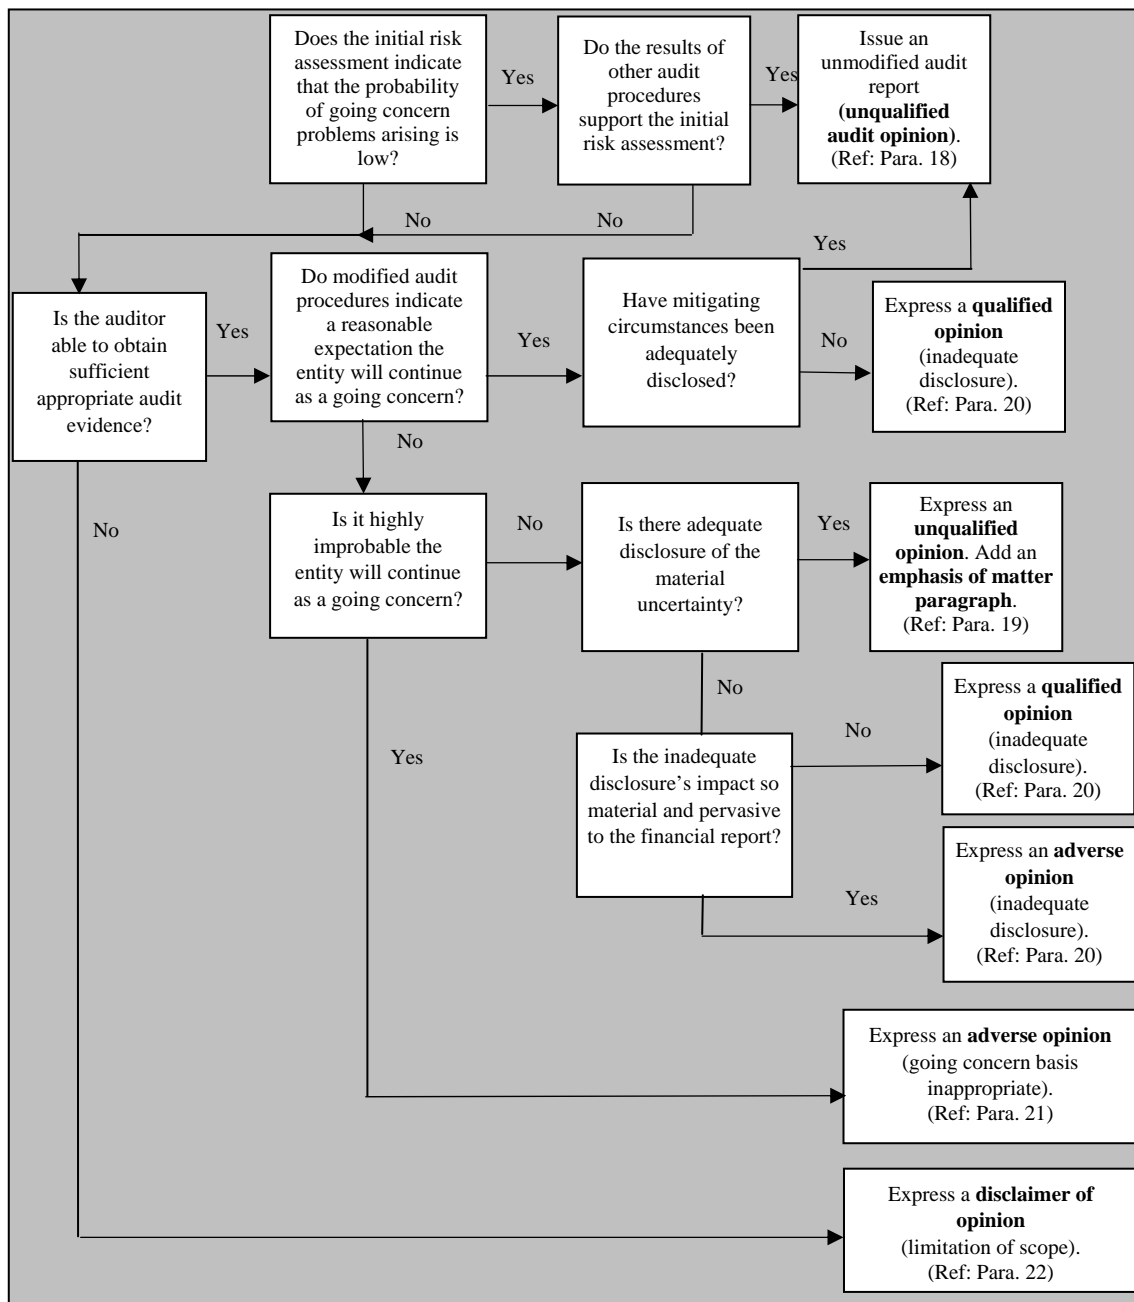 Does the initial risk
assessment indicate
that the probability
of going concern
problems arising is
low?
Yes
Do the results of
other audit
procedures
support the initial
risk assessment?
Yes
Issue an
unmodified audit
report
(unqualified
audit opinion).
(Ref: Para. 18)
No
No
Yes
Is the auditor
able to obtain
sufficient
appropriate audit
evidence?
Yes
Do modified audit
procedures indicate
a reasonable
expectation the
entity will continue
as a going concern?
Yes
Have mitigating
circumstances been
adequately
disclosed?
No
Express a qualified
opinion
(inadequate
disclosure).
(Ref: Para. 20)
No
No
Is it highly
improbable the
entity will continue
as a going concern?
No
Is there adequate
disclosure of the
material
uncertainty?
Yes
Express an
unqualified
opinion. Add an
emphasis of matter
paragraph.
(Ref: Para. 19)
No
Yes
Is the inadequate
disclosure’s impact so
material and pervasive
to the financial report?
No
Express a qualified
opinion
(inadequate
disclosure).
(Ref: Para. 20)
Yes
Express an adverse
opinion
(inadequate
disclosure).
(Ref: Para. 20)
Express an adverse opinion
(going concern basis
inappropriate).
(Ref: Para. 21)
Express a disclaimer of
opinion
(limitation of scope).
(Ref: Para. 22)